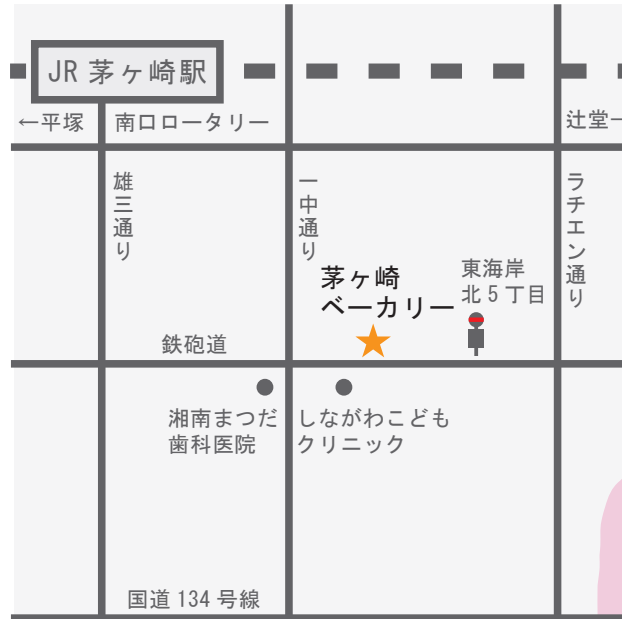 JR 茅ヶ崎駅
←平塚
南口ロータリー
辻堂→
雄三通り
一中通り
ラチエン通り
茅ヶ崎
ベーカリー
東海岸
北5丁目
鉄砲道
湘南まつだ
歯科医院
しながわこども
クリニック
国道 134 号線